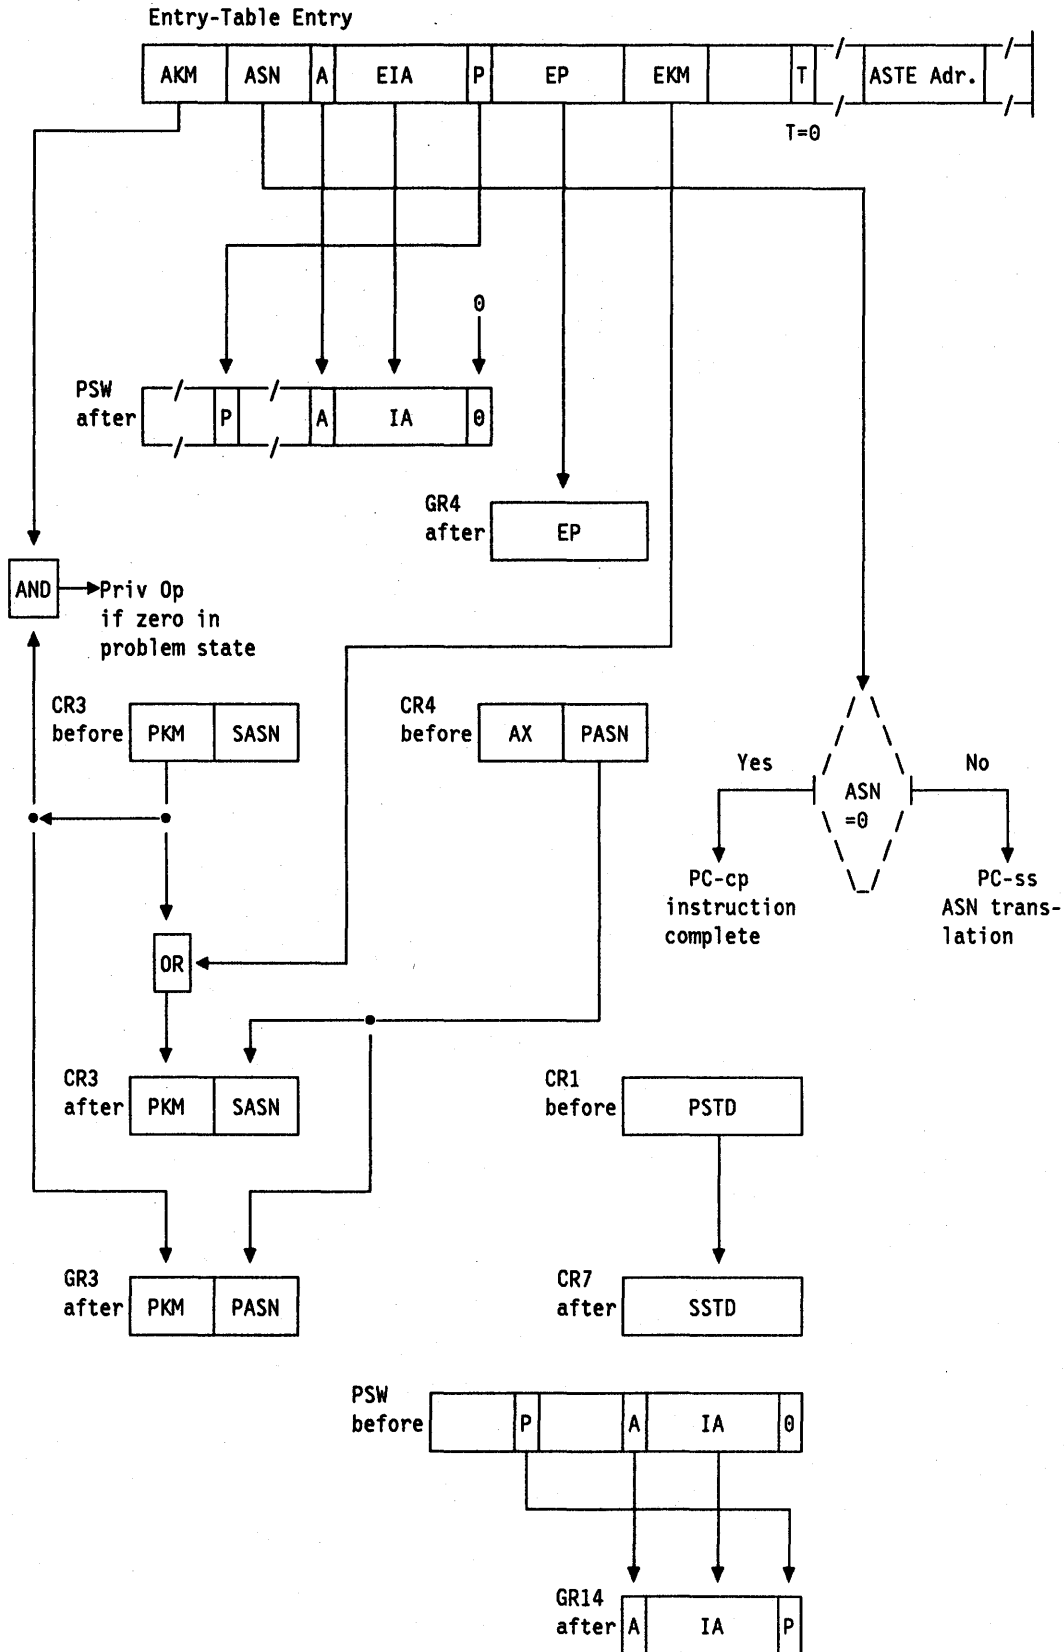 Entry-Table Entry
AKM ASN A EIA P EP EKM T ASTE Adr.
T=0
0
PSW
after
P A IA 0
GR4
after
EP
AND
Priv Op
if zero in
problem state
CR3
before
PKM SASN
CR4
before
AX PASN
Yes
No
ASN
=0
PC-cp
instruction
complete
PC-ss
ASN trans-
lation
OR
CR3
after
PKM SASN
CR1
before
PSTD
GR3
after
PKM PASN
CR7
after
SSTD
PSW
before
P A IA 0
GR14
after
A IA P